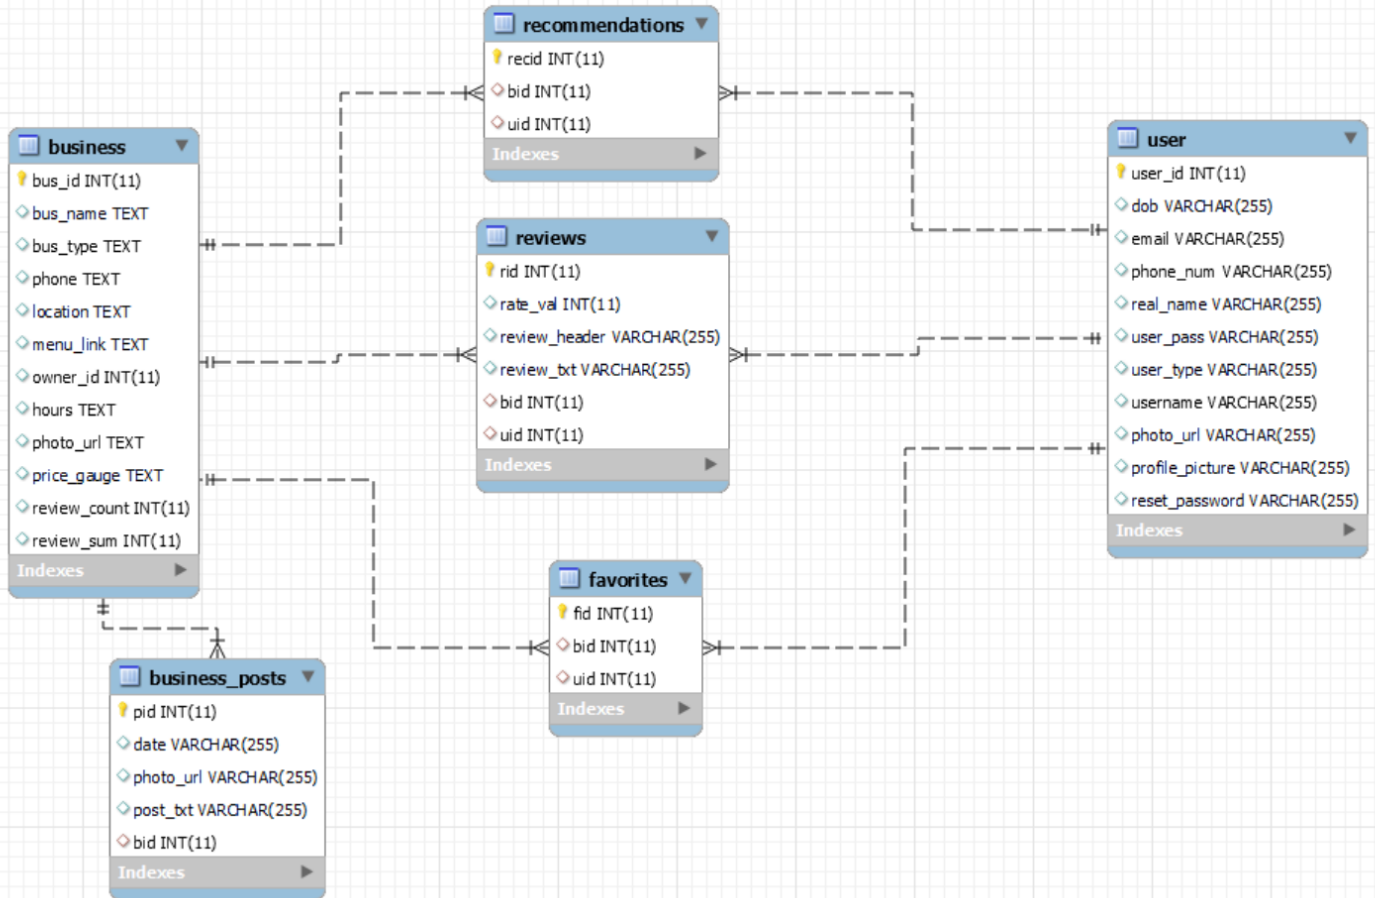 recommendations
recid INT(11)
bid INT(11)
uid INT(11)
Indexes
business
bus_id INT(11)
bus_name TEXT
bus_type TEXT
phone TEXT
location TEXT
menu_link TEXT
owner_id INT(11)
hours TEXT
photo_url TEXT
price_gauge TEXT
review_count INT(11)
review_sum INT(11)
Indexes
reviews
rid INT(11)
rate_val INT(11)
review_header VARCHAR(255)
review_txt VARCHAR(255)
bid INT(11)
uid INT(11)
Indexes
user
user_id INT(11)
dob VARCHAR(255)
email VARCHAR(255)
phone_num VARCHAR(255)
real_name VARCHAR(255)
user_pass VARCHAR(255)
user_type VARCHAR(255)
username VARCHAR(255)
photo_url VARCHAR(255)
profile_picture VARCHAR(255)
reset_password VARCHAR(255)
Indexes
favorites
fid INT(11)
bid INT(11)
uid INT(11)
Indexes
business_posts
pid INT(11)
date VARCHAR(255)
photo_url VARCHAR(255)
post_txt VARCHAR(255)
bid INT(11)
Indexes